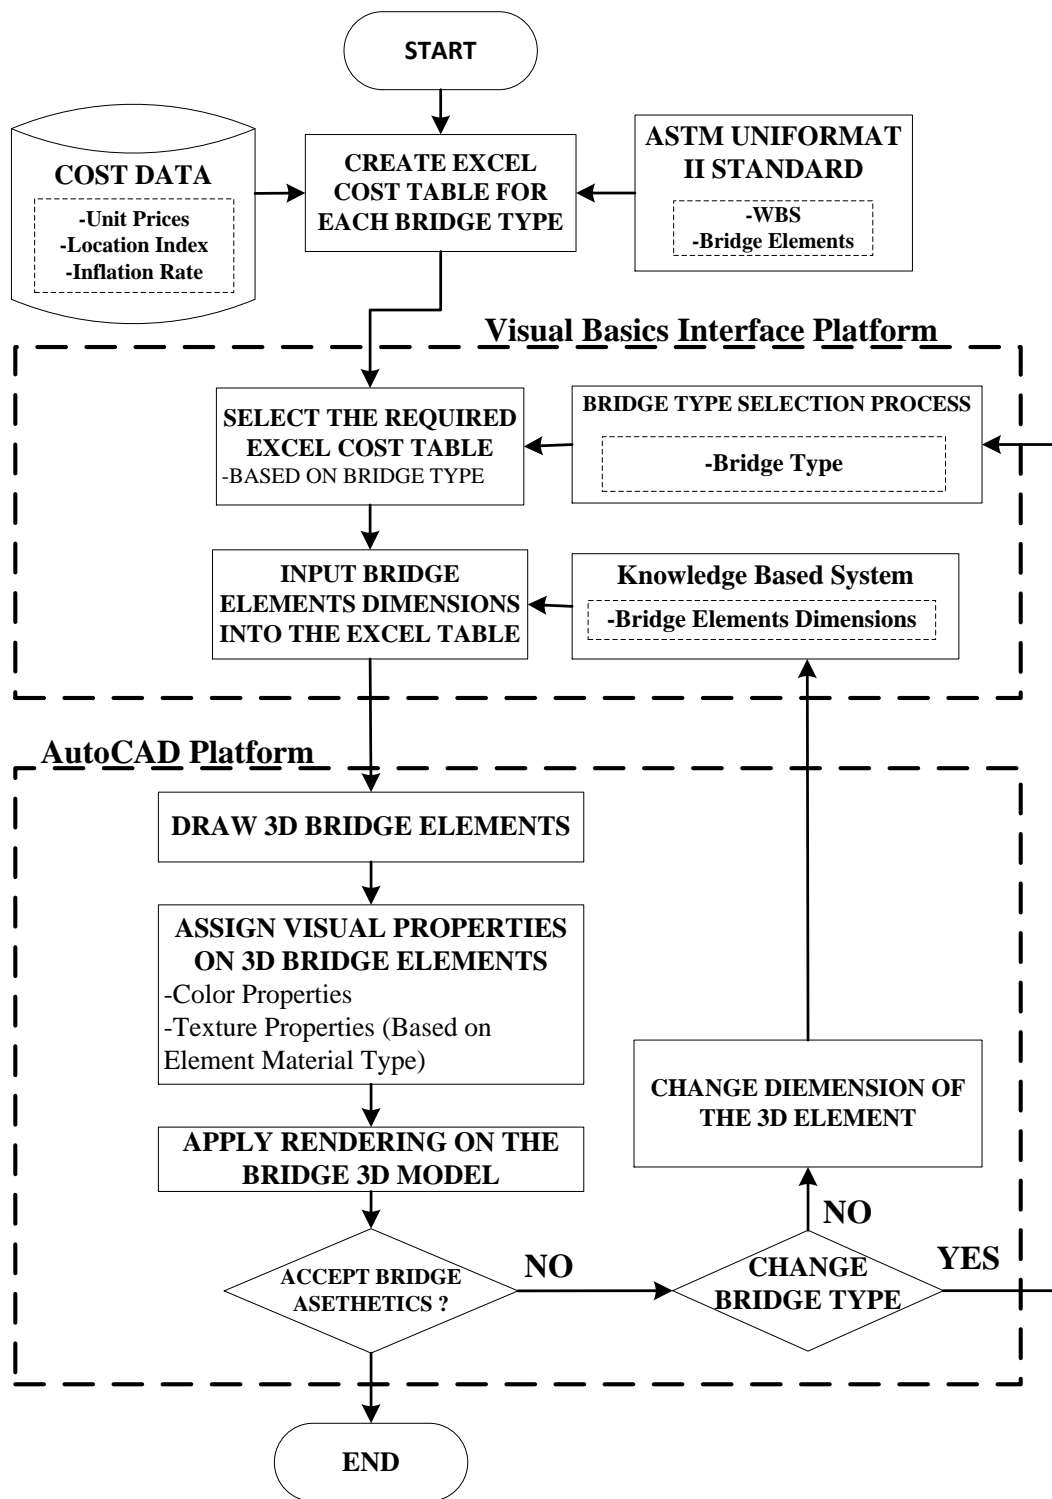 START
COST DATA
-Unit Prices
-Location Index
-Inflation Rate
CREATE EXCEL
COST TABLE FOR
EACH BRIDGE TYPE
ASTM UNIFORMAT
II STANDARD
-WBS
-Bridge Elements
Visual Basics Interface Platform
SELECT THE REQUIRED
EXCEL COST TABLE
-BASED ON BRIDGE TYPE
BRIDGE TYPE SELECTION PROCESS
-Bridge Type
INPUT BRIDGE
ELEMENTS DIMENSIONS
INTO THE EXCEL TABLE
Knowledge Based System
-Bridge Elements Dimensions
AutoCAD Platform
DRAW 3D BRIDGE ELEMENTS
ASSIGN VISUAL PROPERTIES
ON 3D BRIDGE ELEMENTS
-Color Properties
-Texture Properties (Based on
Element Material Type)
CHANGE DIEMENSION OF
THE 3D ELEMENT
APPLY RENDERING ON THE
BRIDGE 3D MODEL
NO
ACCEPT BRIDGE
ASETHETICS ?
NO
CHANGE
BRIDGE TYPE
YES
END